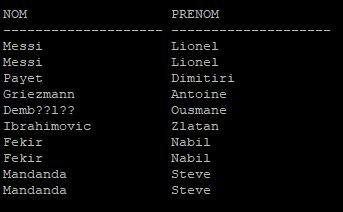 NOM PRENOM
-------------------- --------------------
Messi Lionel
Messi Lionel
Payet Dimitiri
Griezmann Antoine
Demb??l?? Ousmane
Ibrahimovic Zlatan
Fekir Nabil
Fekir Nabil
Mandanda Steve
Mandanda Steve